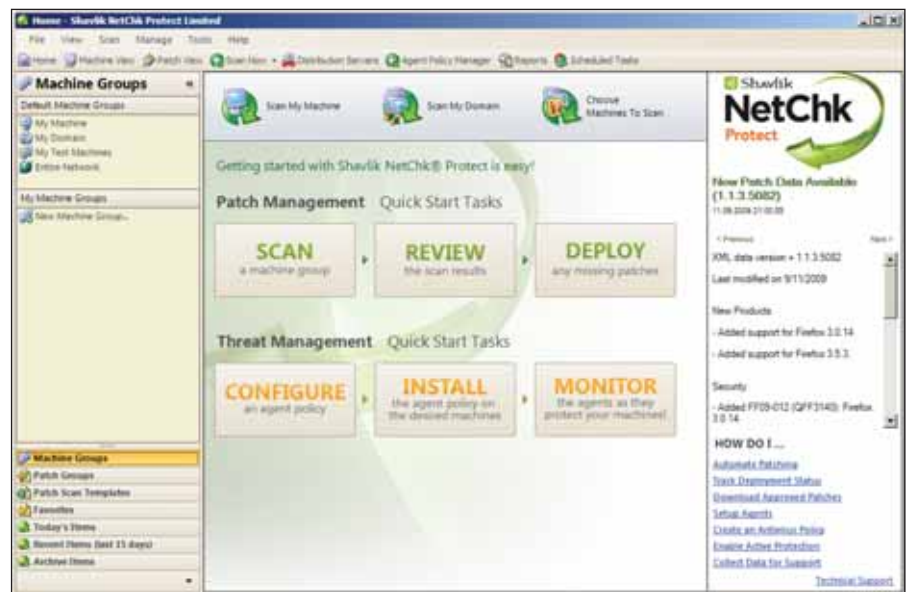 Home - Shavlik NetChk Protect Limited
File View Scan Manage Tools Help
Home Machine View Patch View Scan Now Distribution Servers Agent Policy Manager Reports Scheduled Tasks
Machine Groups
Default Machine Groups
My Machine
My Domain
My Test Machines
Entire Network
My Machine Groups
New Machine Group...
Machine Groups
Patch Groups
Patch Scan Templates
Favorites
Today's Items
Recent Items (last 15 days)
Archive Items
Scan My Machine
Scan My Domain
Choose
Machines To Scan
Getting started with Shavlik NetChk® Protect is easy!
Patch Management Quick Start Tasks
SCAN
a machine group
REVIEW
the scan results
DEPLOY
any missing patches
Threat Management Quick Start Tasks
CONFIGURE
an agent policy
INSTALL
the agent policy on
the desired machines
MONITOR
the agents as they
protect your machines!
Shavlik
NetChk
Protect
New Patch Data Available
(1.1.3.5082)
< Previous Next >
XML data version = 1.1.3.5082
Last modified on 9/11/2009
New Products
- Added support for Firefox 3.0.14
- Added support for Firefox 3.5.3.
Security
- Added FF09-012 (QFF3140): Firefox
3.0.14
HOW DO I ...
Automate Patching
Track Deployment Status
Download Approved Patches
Setup Agents
Create an Antivirus Policy
Enable Active Protection
Collect Data for Support
Technical Support